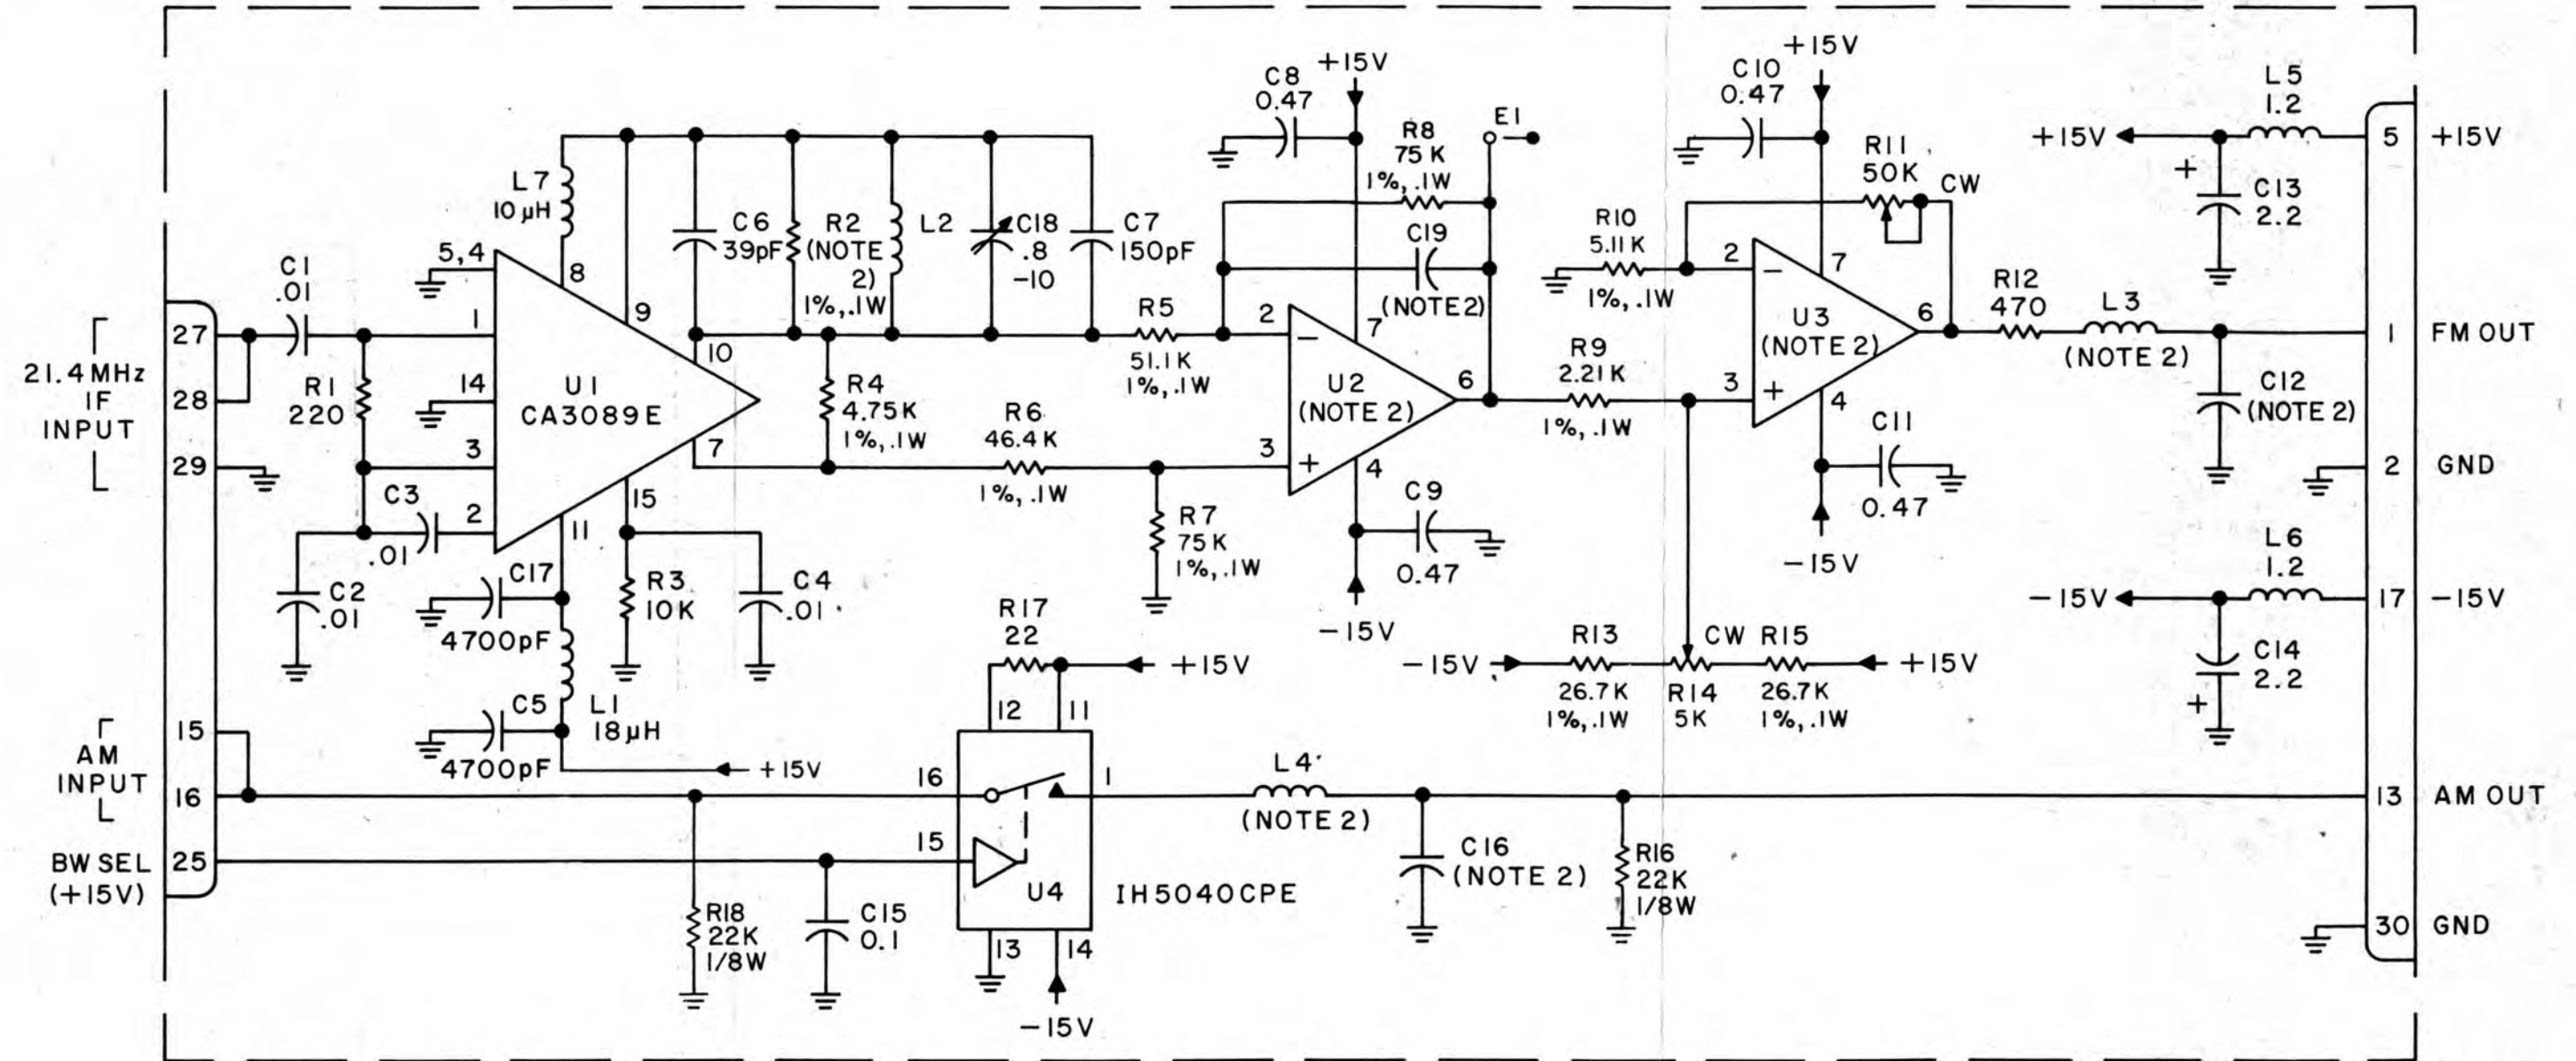 +15V
C8
0.47
E1
R8
75K
1%, .1W
C19
(NOTE 2)
+15V
C10
0.47
R11
50K
CW
L5
1.2
+15V
5
+15V
+
C13
2.2
L7
10µH
8
9
10
C6
39pF
R2
(NOTE
2)
1%, .1W
L2
C18
.8
-10
C7
150pF
R10
5.11K
1%, .1W
2
−
7
6
U3
(NOTE 2)
3
+
4
R12
470
L3
(NOTE 2)
1
FM OUT
C12
(NOTE 2)
21.4MHz
IF
INPUT
27
28
29
C1
.01
R1
220
5,4
1
14
3
2
U1
CA3089E
7
15
11
R4
4.75K
1%, .1W
R5
51.1K
1%, .1W
R6
46.4K
1%, .1W
R7
75K
1%, .1W
2
−
7
U2
(NOTE 2)
6
3
+
4
R9
2.21K
1%, .1W
C9
0.47
-15V
C11
0.47
-15V
2
GND
L6
1.2
-15V
17
-15V
C14
2.2
+
C3
.01
C2
.01
C17
4700pF
R3
10K
C4
.01
L1
18µH
C5
4700pF
+15V
R17
22
+15V
12
11
-15V
R13
26.7K
1%, .1W
CW
R14
5K
R15
26.7K
1%, .1W
+15V
AM
INPUT
15
16
16
1
L4
(NOTE 2)
13
AM OUT
BW SEL
(+15V)
25
15
U4
IH5040CPE
C16
(NOTE 2)
R16
22K
1/8W
R18
22K
1/8W
C15
0.1
13
14
-15V
30
GND